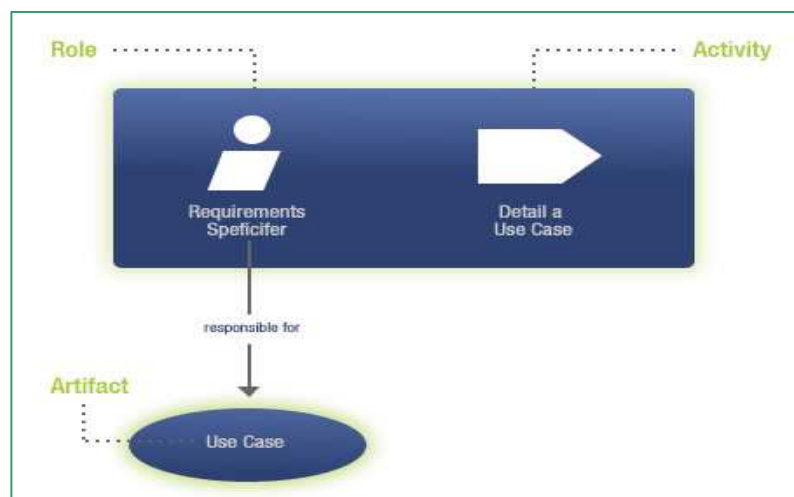 Role
Activity
Requirements
Speficifer
Detail a
Use Case
responsible for
Artifact
Use Case